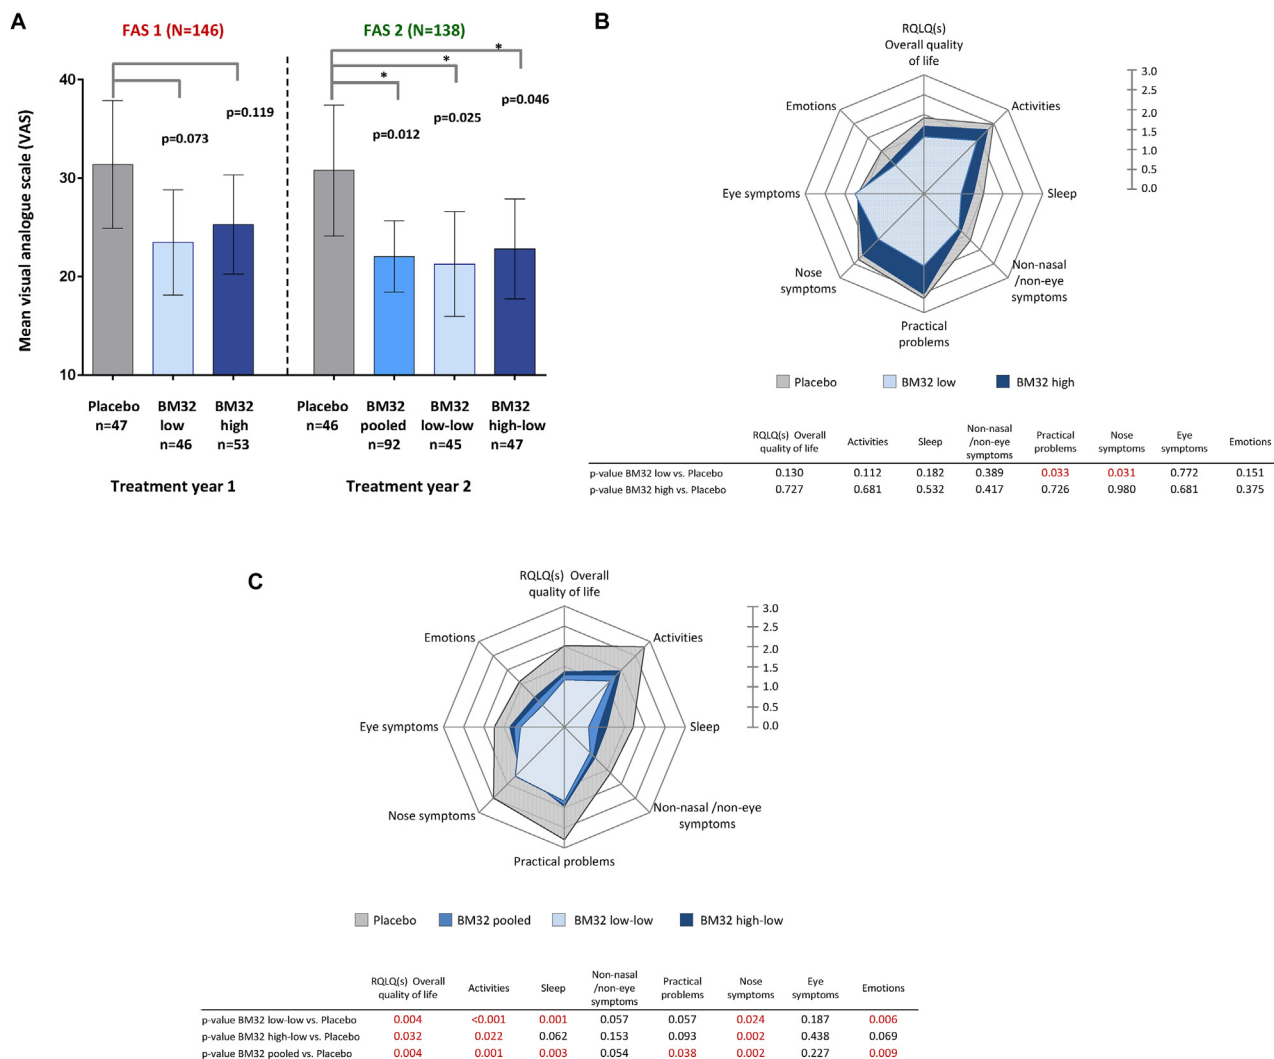 A
FAS 1 (N=146)
FAS 2 (N=138)
Mean visual analogue scale (VAS)
40
30
20
10
p=0.073
p=0.119
*
*
*
p=0.012
p=0.025
p=0.046
Placebo
n=47
BM32
low
n=46
BM32
high
n=53
Placebo
n=46
BM32
pooled
n=92
BM32
low-low
n=45
BM32
high-low
n=47
Treatment year 1
Treatment year 2
B
RQLQ(s)
Overall quality
of life
Activities
Sleep
Non-nasal
/non-eye
symptoms
Practical
problems
Nose
symptoms
Eye symptoms
Emotions
3.0
2.5
2.0
1.5
1.0
0.5
0.0
Placebo
BM32 low
BM32 high
RQLQ(s) Overall
quality of life
Activities
Sleep
Non-nasal
/non-eye
symptoms
Practical
problems
Nose
symptoms
Eye
symptoms
Emotions
p-value BM32 low vs. Placebo 0.130 0.112 0.182 0.389 0.033 0.031 0.772 0.151
p-value BM32 high vs. Placebo 0.727 0.681 0.532 0.417 0.726 0.980 0.681 0.375
C
RQLQ(s) Overall
quality of life
Activities
Sleep
Non-nasal /non-eye
symptoms
Practical problems
Nose symptoms
Eye symptoms
Emotions
3.0
2.5
2.0
1.5
1.0
0.5
0.0
Placebo
BM32 pooled
BM32 low-low
BM32 high-low
RQLQ(s) Overall
quality of life
Activities
Sleep
Non-nasal
/non-eye
symptoms
Practical
problems
Nose
symptoms
Eye
symptoms
Emotions
p-value BM32 low-low vs. Placebo 0.004 <0.001 0.001 0.057 0.057 0.024 0.187 0.006
p-value BM32 high-low vs. Placebo 0.032 0.022 0.062 0.153 0.093 0.002 0.438 0.069
p-value BM32 pooled vs. Placebo 0.004 0.001 0.003 0.054 0.038 0.002 0.227 0.009